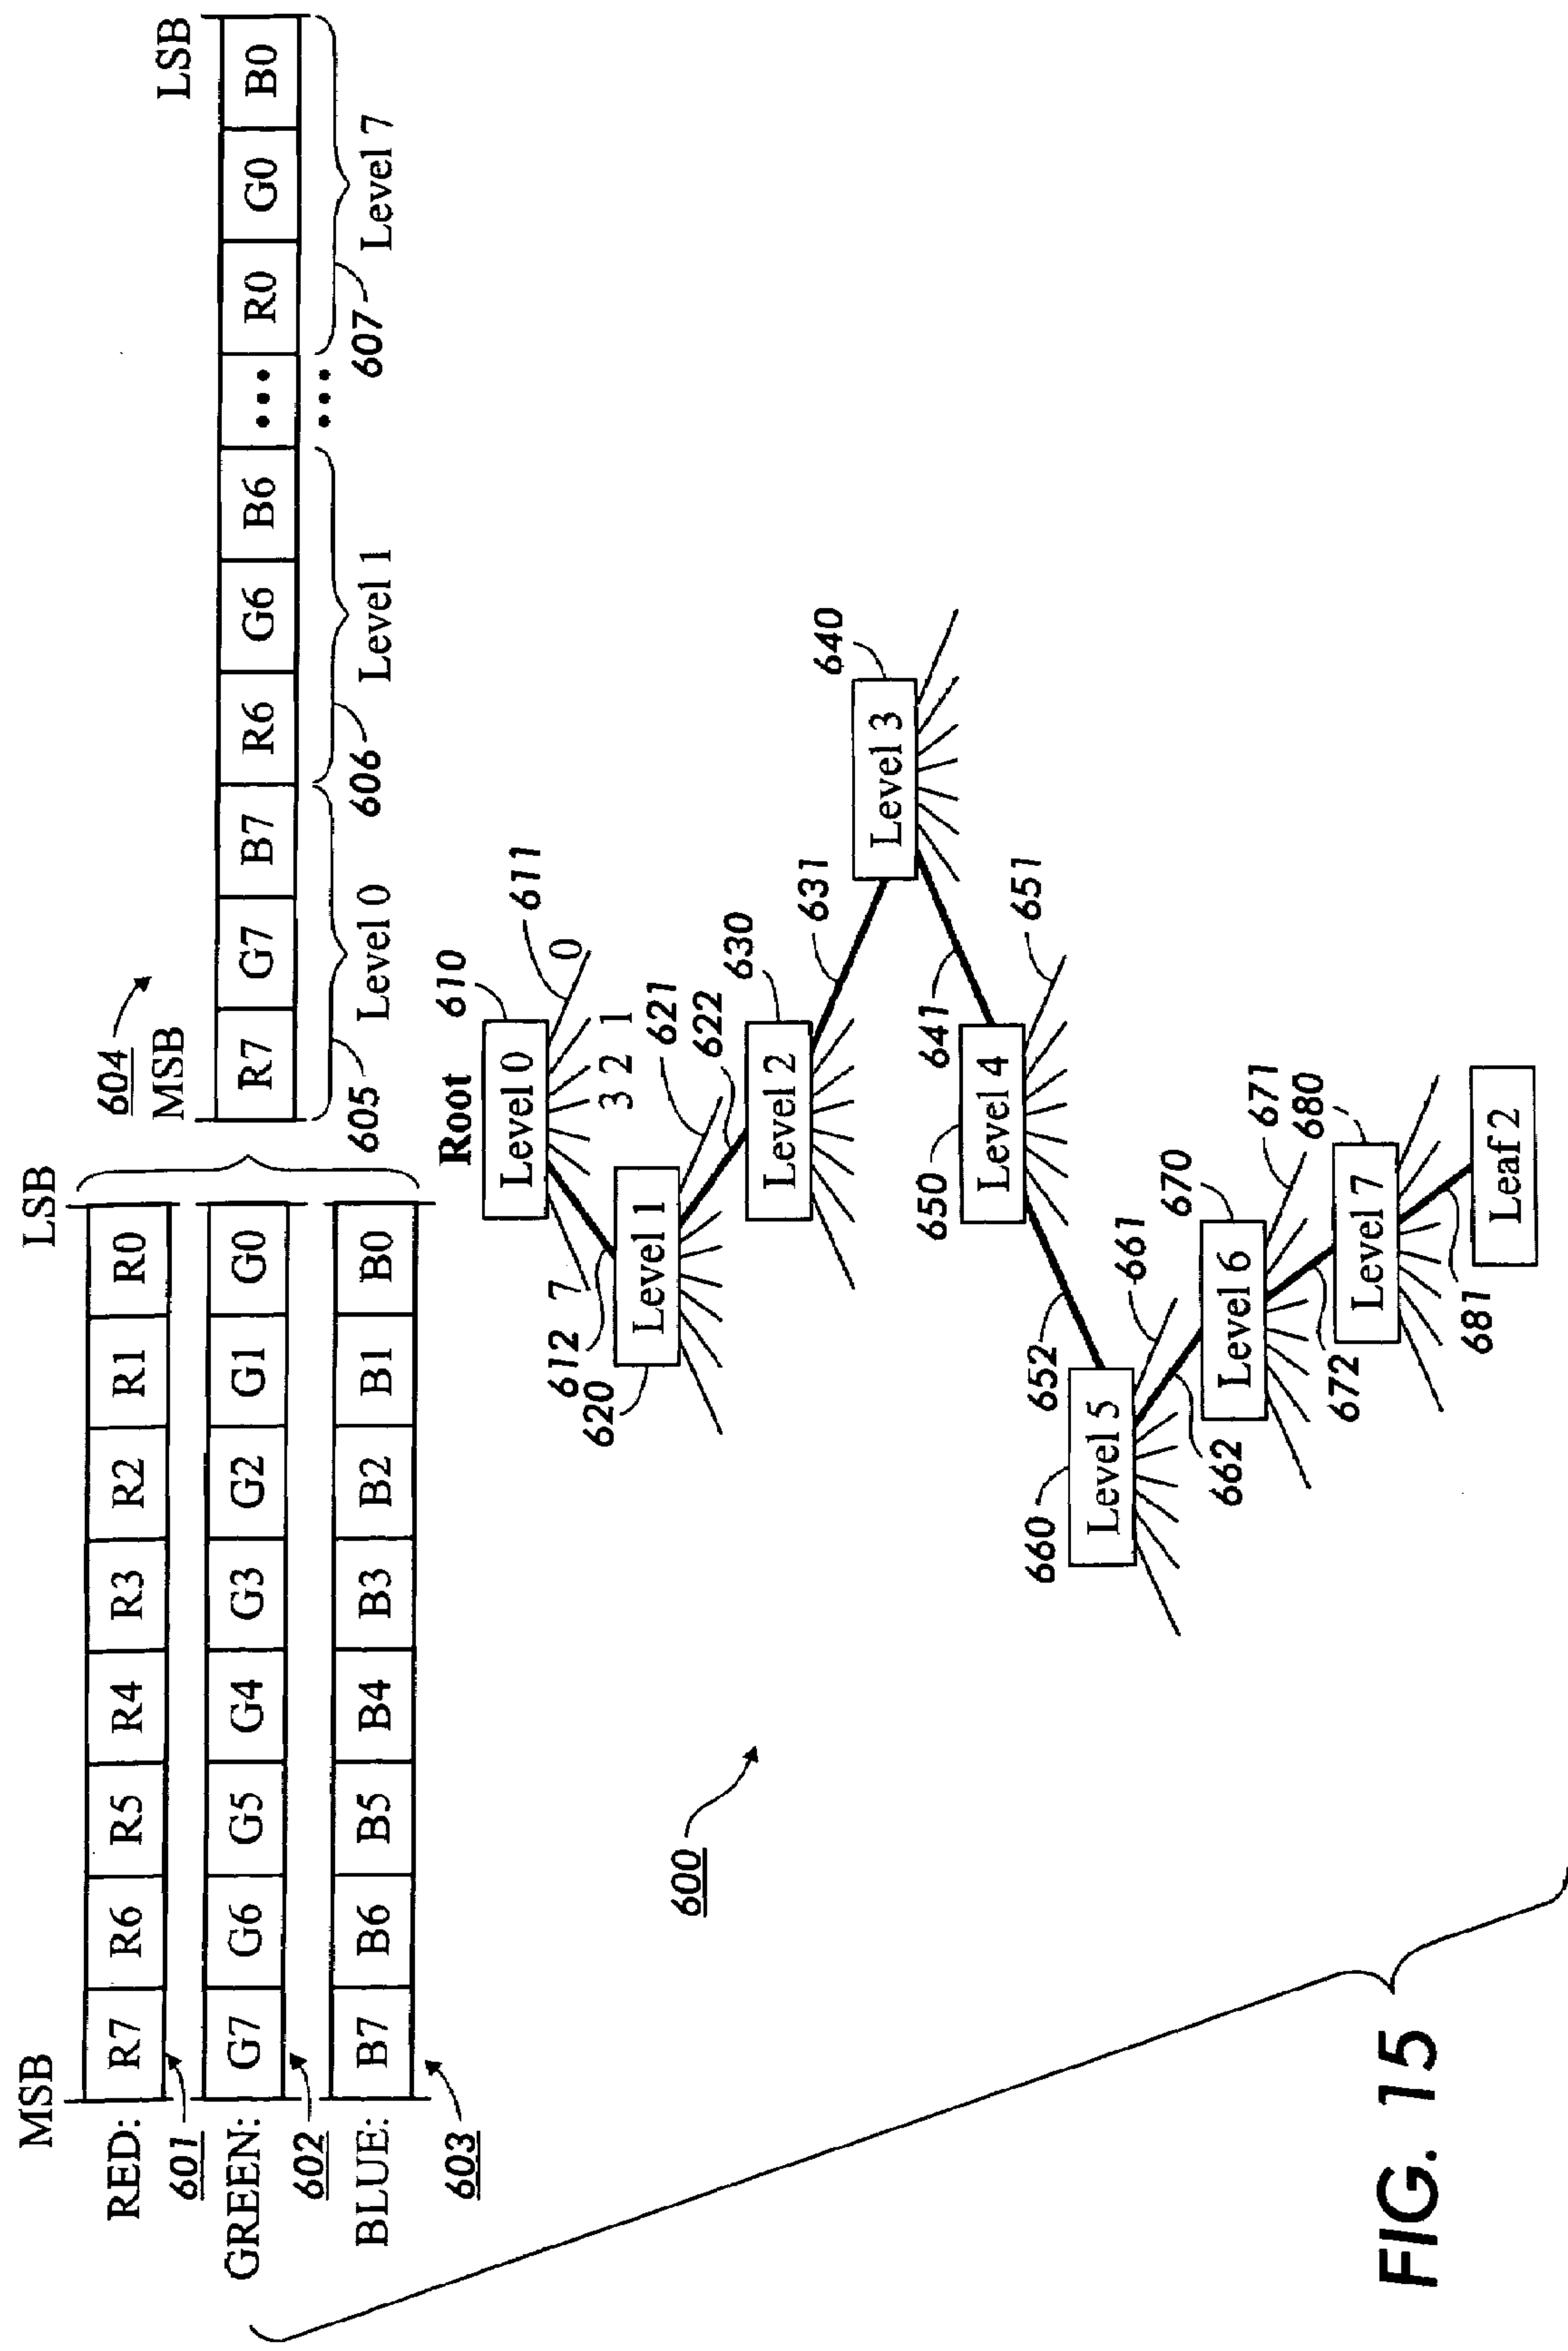 MSB LSB
RED: R7 R6 R5 R4 R3 R2 R1 R0
601
GREEN: G7 G6 G5 G4 G3 G2 G1 G0
602
BLUE: B7 B6 B5 B4 B3 B2 B1 B0
603
604
MSB LSB
R7 G7 B7 R6 G6 B6 ••• R0 G0 B0
605 Level 0 606 Level 1 ••• 607 Level 7
600
Root
610
Level 0
611
7 3 2 1 0
612
620
Level 1
621
622
630
Level 2
631
640
Level 3
641
650
Level 4
651
652
660
Level 5
661
662
670
Level 6
671
672
680
Level 7
681
Leaf 2
FIG. 15